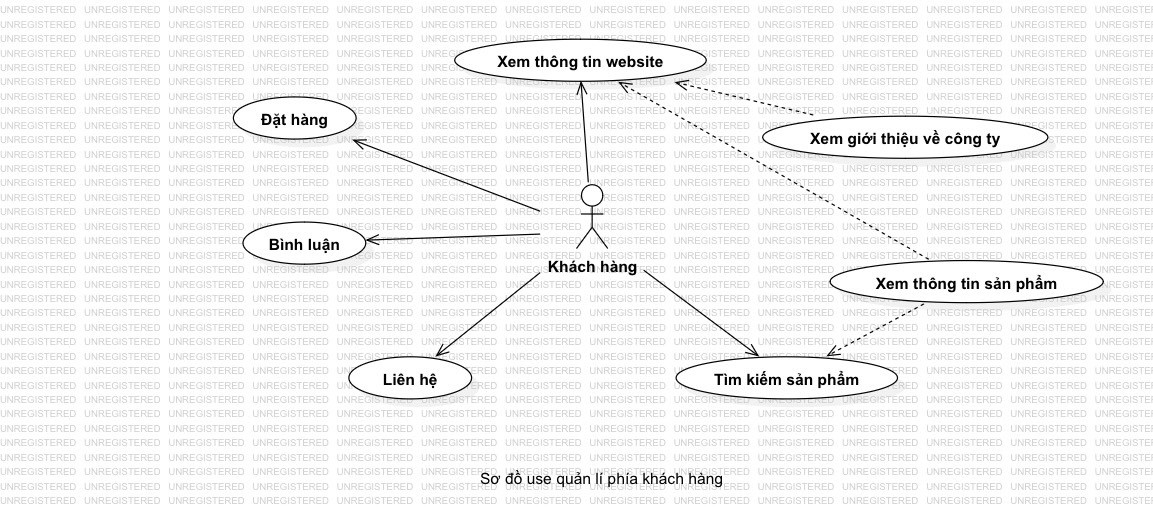 Xem thông tin website
Đặt hàng
Xem giới thiệu về công ty
Bình luận
Khách hàng
Xem thông tin sản phẩm
Liên hệ
Tìm kiếm sản phẩm
Sơ đồ use quản lí phía khách hàng
UNREGISTERED